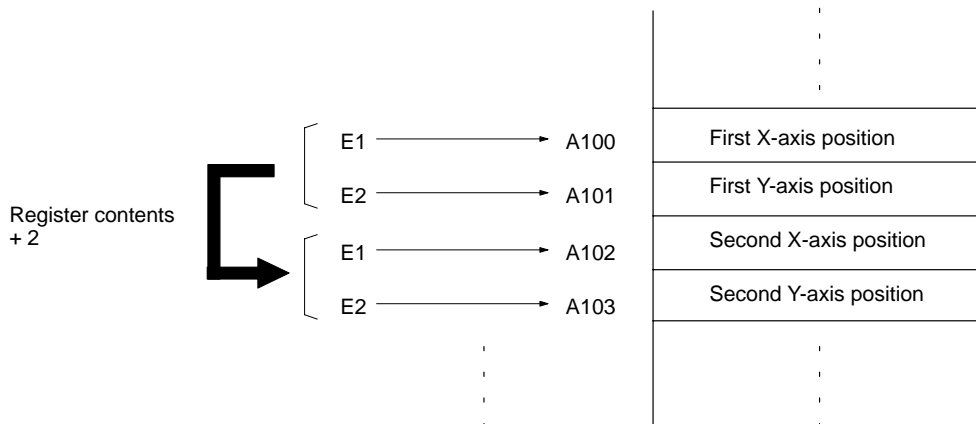 E1 A100 First X-axis position
E2 A101 First Y-axis position
Register contents
+ 2
E1 A102 Second X-axis position
E2 A103 Second Y-axis position